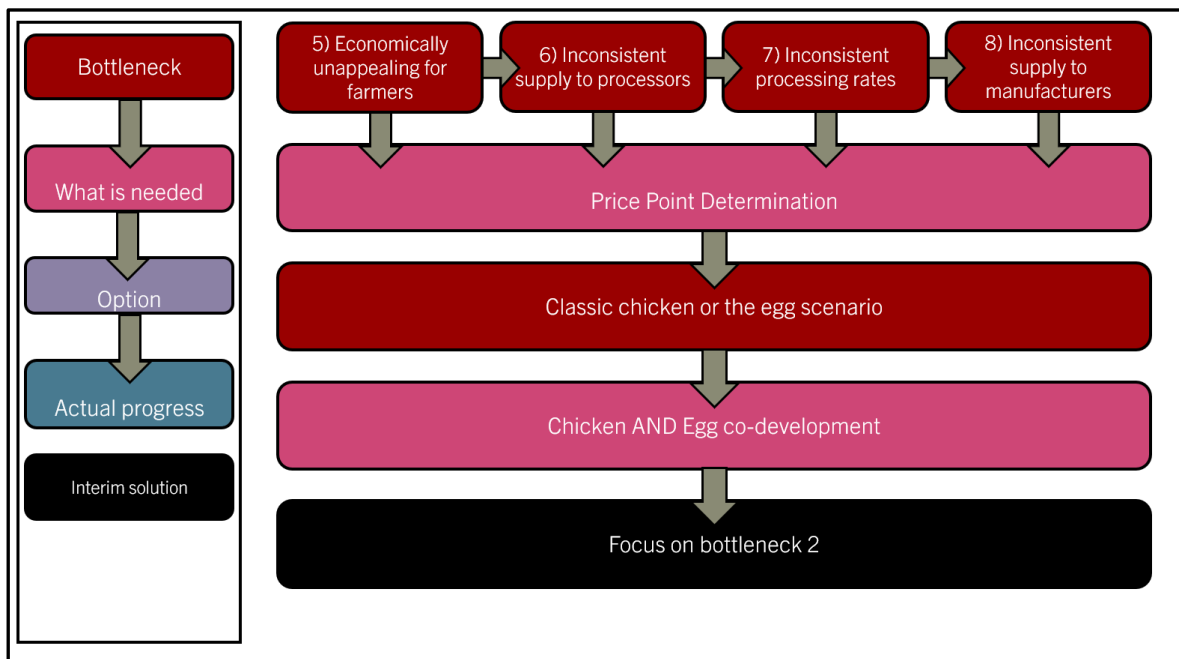 Bottleneck
What is needed
Option
Actual progress
Interim solution
5) Economically
unappealing for
farmers
6) Inconsistent
supply to processors
7) Inconsistent
processing rates
8) Inconsistent
supply to
manufacturers
Price Point Determination
Classic chicken or the egg scenario
Chicken AND Egg co-development
Focus on bottleneck 2